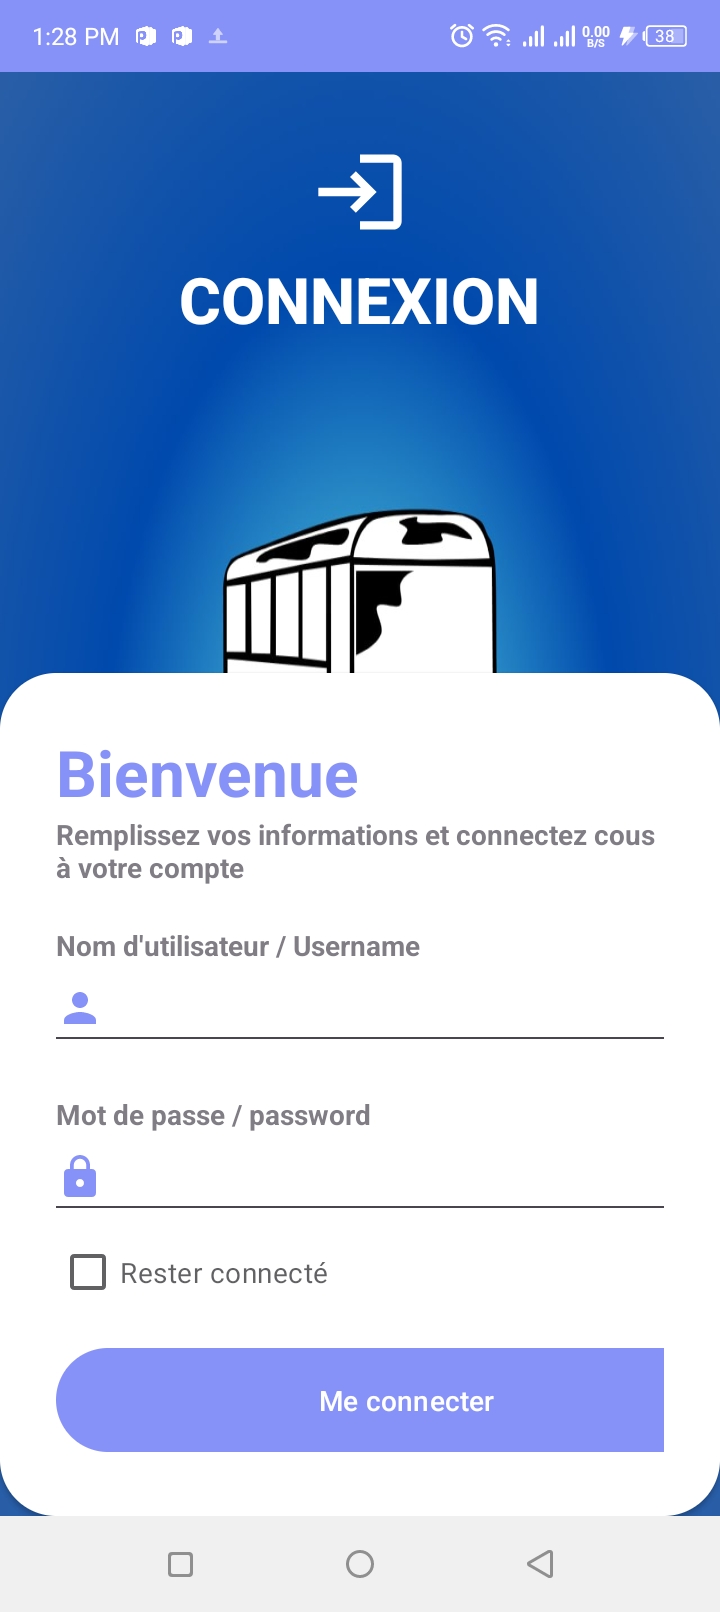 1:28 PM
0.00
B/S
38
CONNEXION
Bienvenue
Remplissez vos informations et connectez cous
à votre compte
Nom d'utilisateur / Username
Mot de passe / password
Rester connecté
Me connecter